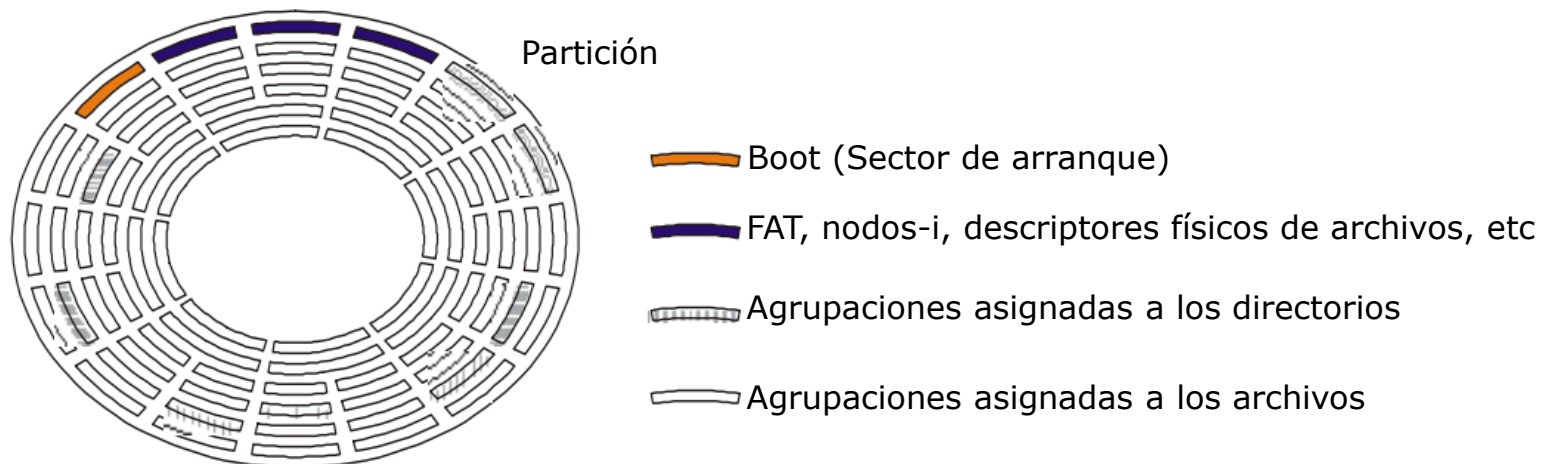 Partición
Boot (Sector de arranque)
FAT, nodos-i, descriptores físicos de archivos, etc
Agrupaciones asignadas a los directorios
Agrupaciones asignadas a los archivos